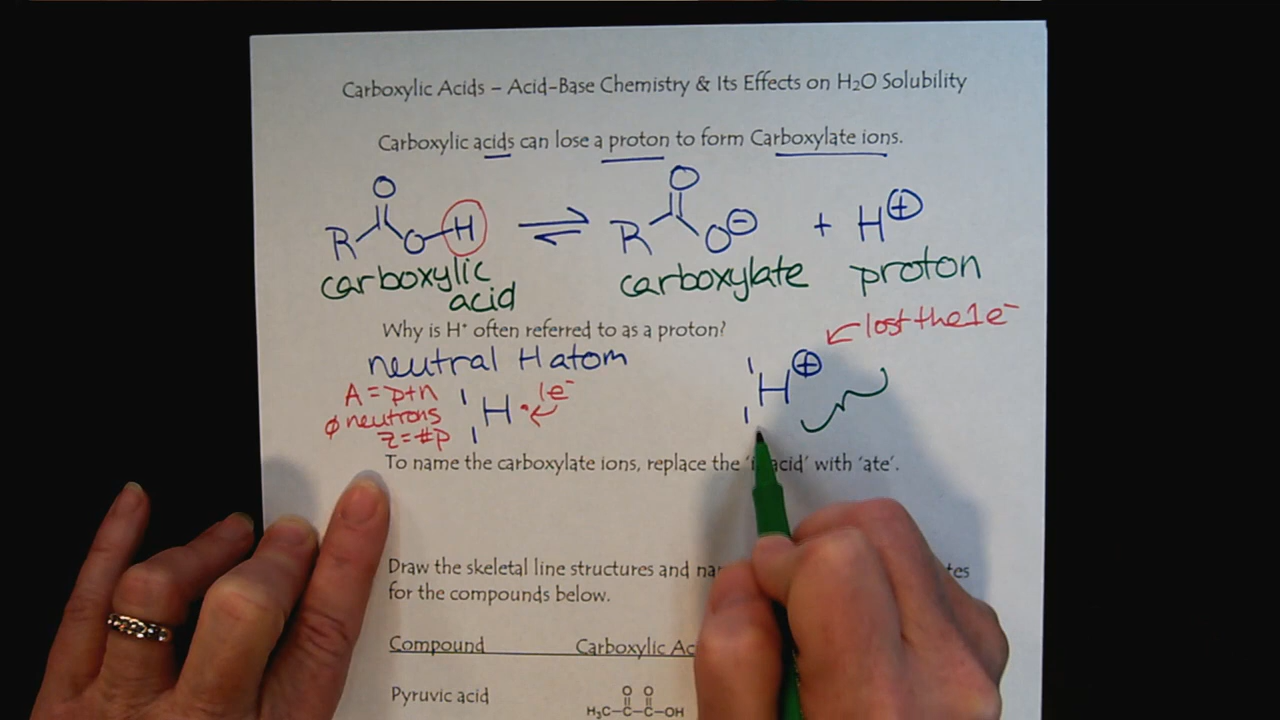 Carboxylic Acids – Acid-Base Chemistry & Its Effects on H₂O Solubility
Carboxylic acids can lose a proton to form Carboxylate ions.
O O
R O-H ⇌ R O⊖ + H⊕
carboxylic acid carboxylate proton
Why is H⁺ often referred to as a proton?
lost the 1e⁻
neutral H atom
A = p+n
ø neutrons
z = #p
1 1 H 1e⁻
1 1 H⊕
To name the carboxylate ions, replace the acid' with 'ate'.
Draw the skeletal line structures and
for the compounds below.
Compound Carboxylic
Pyruvic acid
O O
H₃C–C–C–OH